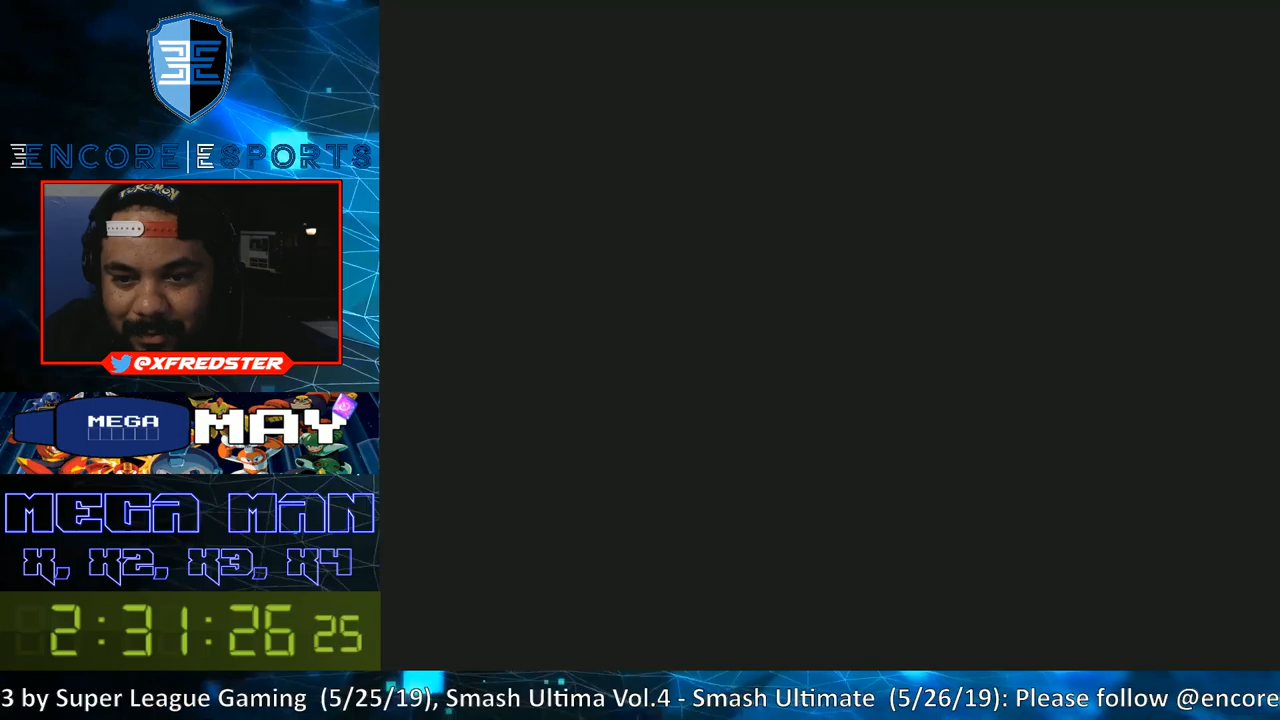 ENCORE|ESPORTS
POKéMON
@XFREDSTER
MEGA
MAY
MEGA MAN
X, X2, X3, X4
2:31:26 25
3 by Super League Gaming (5/25/19), Smash Ultima Vol.4 - Smash Ultimate (5/26/19): Please follow @encore